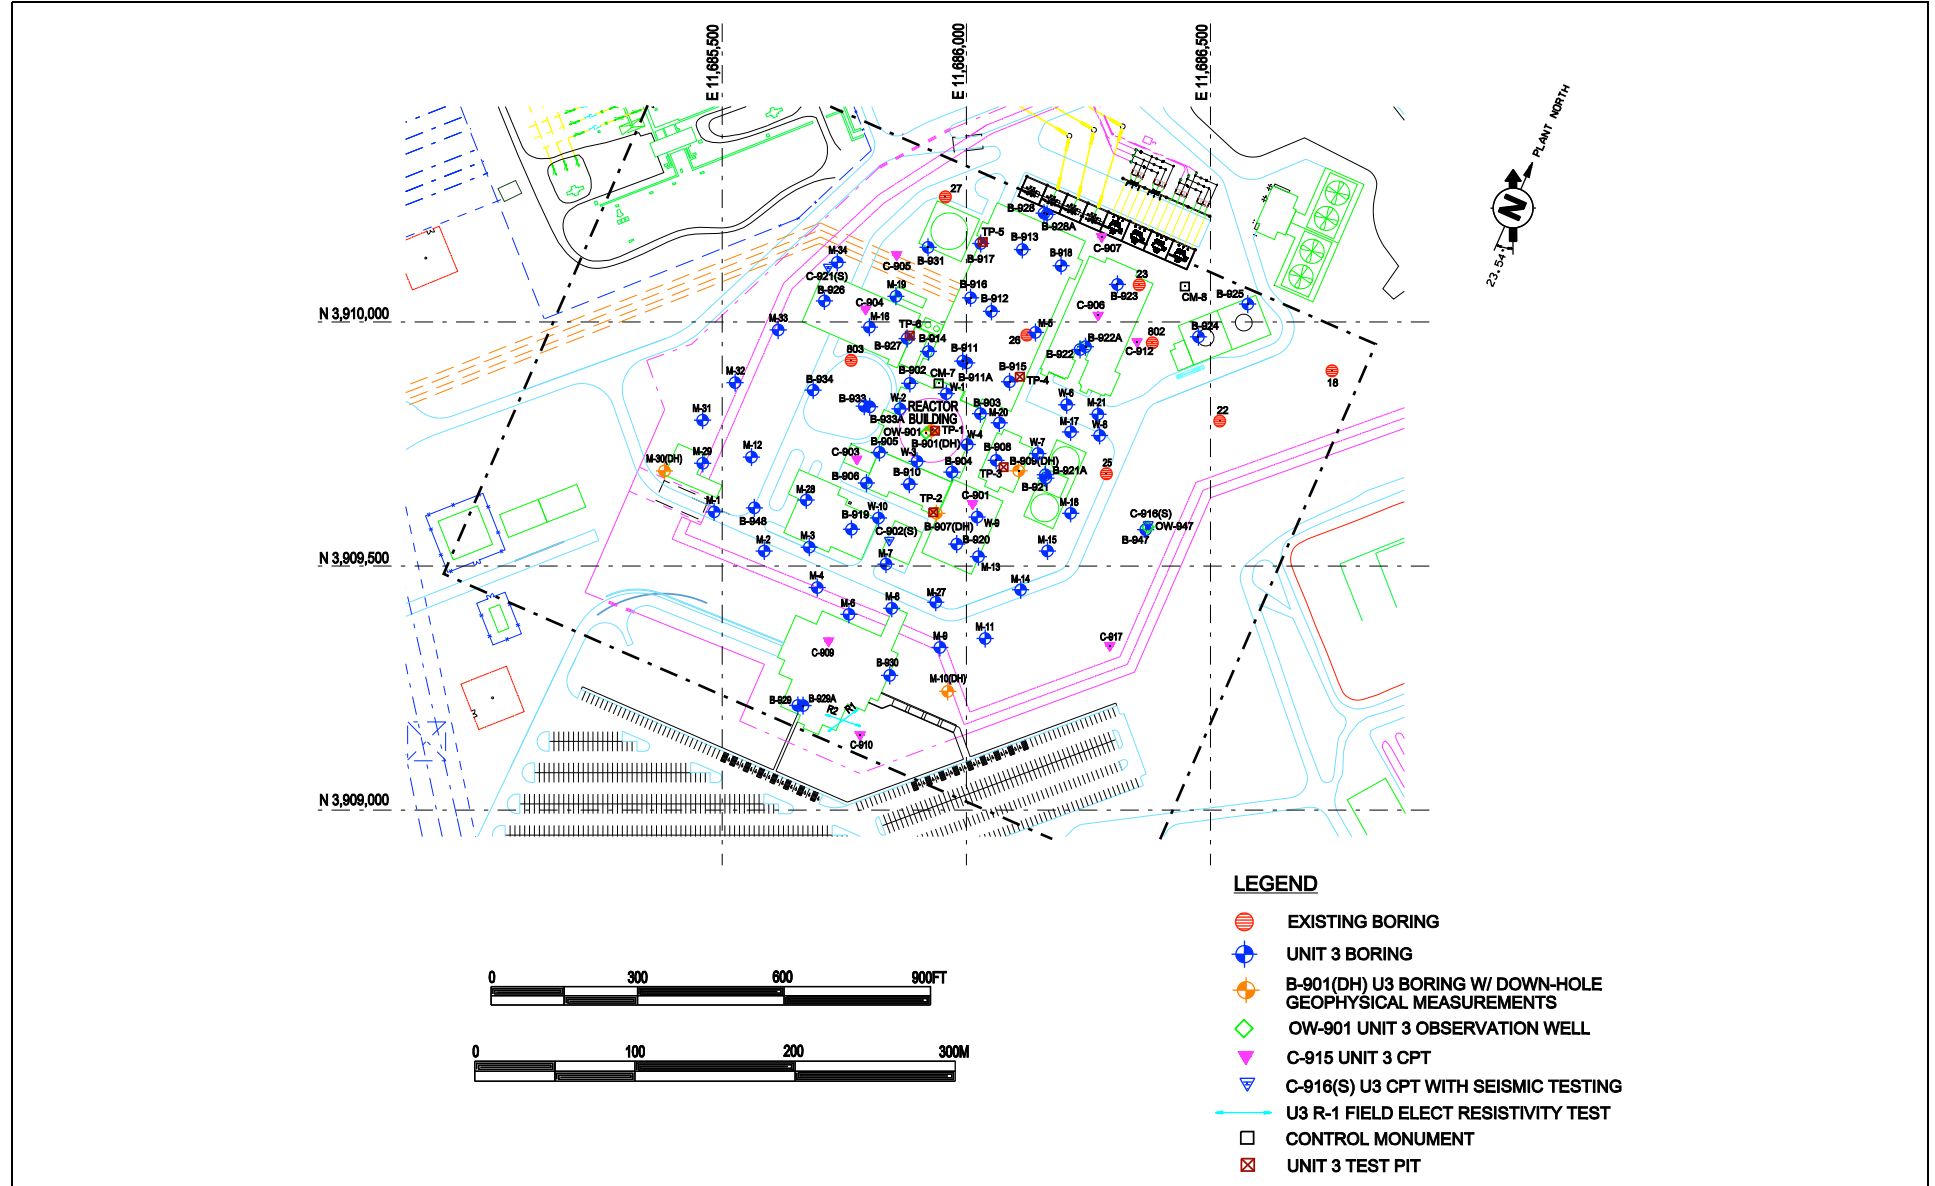 E 11,685,500
E 11,686,000
E 11,686,500
PLANT NORTH
N
23.54°
N 3,910,000
N 3,909,500
N 3,909,000
27
B-928
B-928A
TP-5
B-913
C-907
M-34
C-905
B-931
B-917
B-918
C-921(S)
23
CM-8
B-926
M-19
B-916
B-923
B-925
C-904
B-912
C-906
M-33
M-18
TP-6
M-5
B-924
B-927
B-914
26
B-922A
802
803
B-911
B-922
C-912
M-32
B-934
B-902
CM-7
B-911A
B-915
TP-4
18
W-1
M-31
B-933
W-2
REACTOR
BUILDING
B-903
W-6
M-21
22
B-933A
M-20
M-17
W-8
OW-901
TP-1
B-901(DH)
W-4
M-12
B-905
M-30(DH)
M-29
C-903
W-3
B-908
W-7
B-909(DH)
25
B-906
B-910
B-904
TP-3
B-921A
B-921
M-1
B-948
M-28
TP-2
C-901
M-16
W-10
B-919
B-907(DH)
W-9
C-916(S)
OW-947
B-947
C-902(S)
M-2
M-3
B-920
M-15
M-7
M-13
M-4
M-14
M-6
M-8
M-27
C-909
M-9
M-11
C-917
B-930
M-10(DH)
B-929
B-929A
R2
R1
C-910
LEGEND
EXISTING BORING
UNIT 3 BORING
B-901(DH) U3 BORING W/ DOWN-HOLE
GEOPHYSICAL MEASUREMENTS
OW-901 UNIT 3 OBSERVATION WELL
C-915 UNIT 3 CPT
C-916(S) U3 CPT WITH SEISMIC TESTING
U3 R-1 FIELD ELECT RESISTIVITY TEST
CONTROL MONUMENT
UNIT 3 TEST PIT
0 300 600 900FT
0 100 200 300M